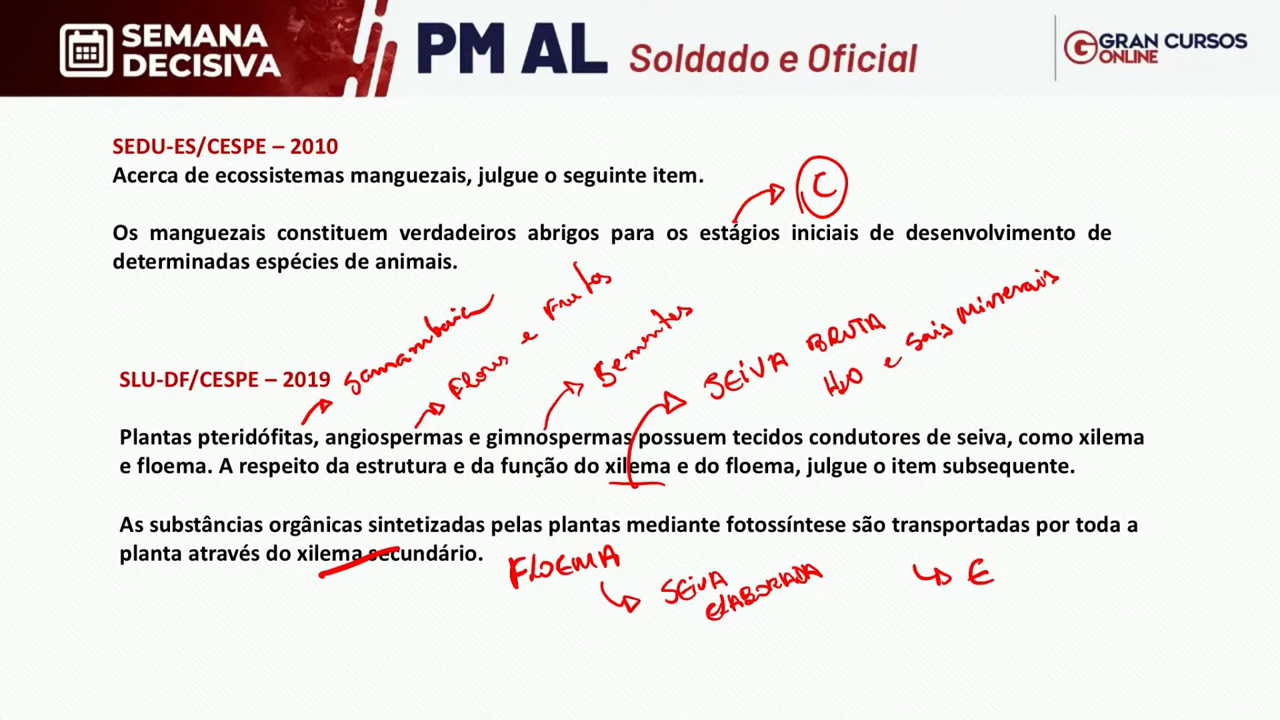 SEMANA
DECISIVA
PM AL Soldado e Oficial
GRAN CURSOS
ONLINE
SEDU-ES/CESPE – 2010
Acerca de ecossistemas manguezais, julgue o seguinte item.
C
Os manguezais constituem verdadeiros abrigos para os estágios iniciais de desenvolvimento de
determinadas espécies de animais.
Samambaia
Flores e Frutos
Sementes
SEIVA BRUTA
H2O e sais minerais
SLU-DF/CESPE – 2019
Plantas pteridófitas, angiospermas e gimnospermas possuem tecidos condutores de seiva, como xilema
e floema. A respeito da estrutura e da função do xilema e do floema, julgue o item subsequente.
As substâncias orgânicas sintetizadas pelas plantas mediante fotossíntese são transportadas por toda a
planta através do xilema secundário.
FLOEMA
SEIVA
ELABORADA
E